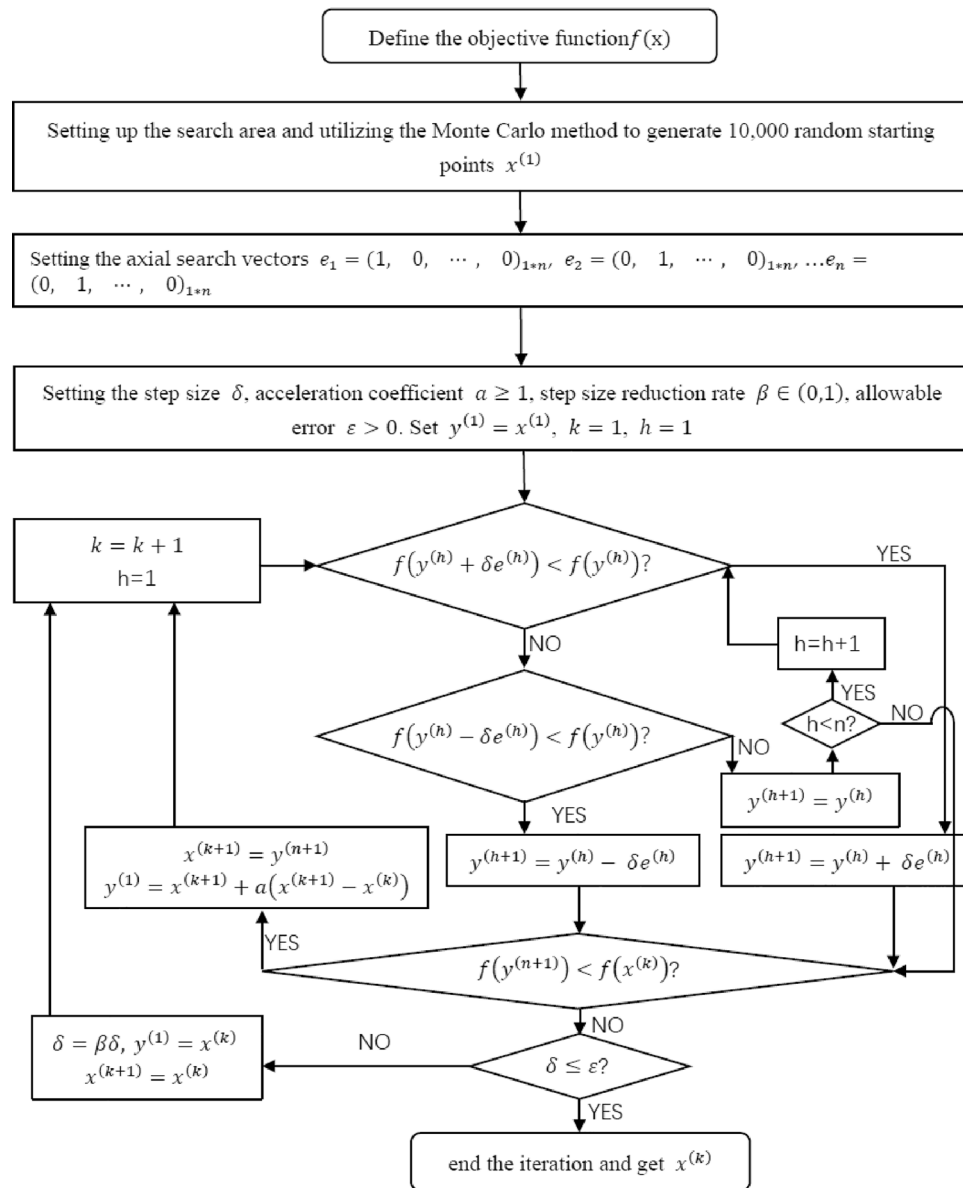 Define the objective function f(x)
Setting up the search area and utilizing the Monte Carlo method to generate 10,000 random starting
points x^{(1)}
Setting the axial search vectors e_1 = (1, 0, ⋯, 0)_{1*n}, e_2 = (0, 1, ⋯, 0)_{1*n}, …e_n =
(0, 1, ⋯, 0)_{1*n}
Setting the step size δ, acceleration coefficient a ≥ 1, step size reduction rate β ∈ (0,1), allowable
error ε > 0. Set y^{(1)} = x^{(1)}, k = 1, h = 1
k = k + 1
h=1
f(y^{(h)} + δe^{(h)}) < f(y^{(h)})?
YES
NO
h=h+1
YES
h<n?
NO
f(y^{(h)} − δe^{(h)}) < f(y^{(h)})?
NO
y^{(h+1)} = y^{(h)}
YES
x^{(k+1)} = y^{(n+1)}
y^{(1)} = x^{(k+1)} + a(x^{(k+1)} − x^{(k)})
y^{(h+1)} = y^{(h)} − δe^{(h)}
y^{(h+1)} = y^{(h)} + δe^{(h)}
YES
f(y^{(n+1)}) < f(x^{(k)})?
NO
δ = βδ, y^{(1)} = x^{(k)}
x^{(k+1)} = x^{(k)}
NO
δ ≤ ε?
YES
end the iteration and get x^{(k)}